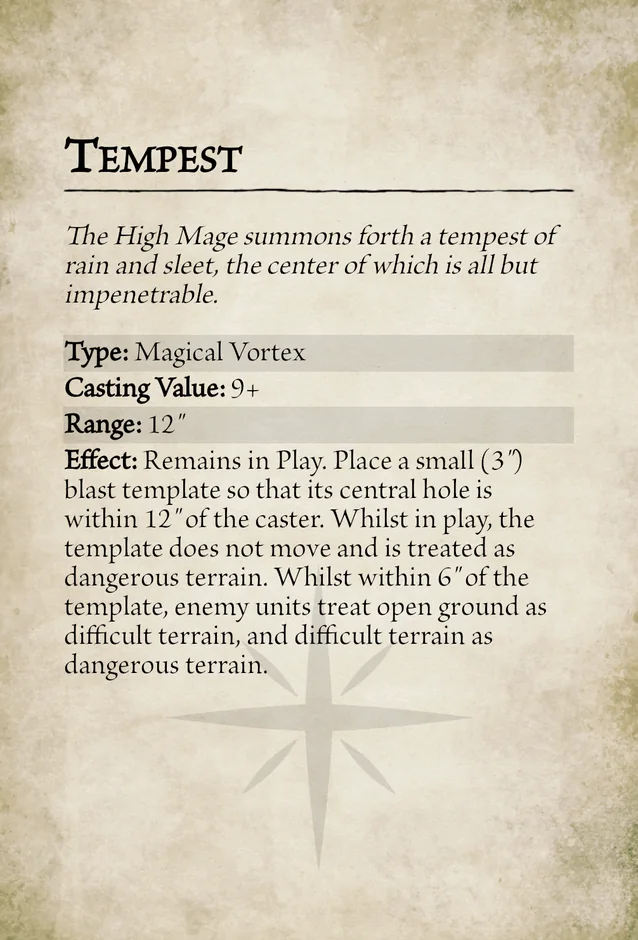 Tempest
The High Mage summons forth a tempest of
rain and sleet, the center of which is all but
impenetrable.
Type: Magical Vortex
Casting Value: 9+
Range: 12"
Effect: Remains in Play. Place a small (3")
blast template so that its central hole is
within 12" of the caster. Whilst in play, the
template does not move and is treated as
dangerous terrain. Whilst within 6" of the
template, enemy units treat open ground as
difficult terrain, and difficult terrain as
dangerous terrain.